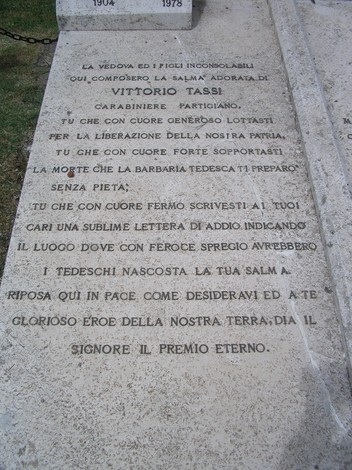 1904 1978
LA VEDOVA ED I FIGLI INCONSOLABILI
QUI COMPOSERO LA SALMA ADORATA DI
VITTORIO TASSI
CARABINIERE PARTIGIANO,
TU CHE CON CUORE GENEROSO LOTTASTI
PER LA LIBERAZIONE DELLA NOSTRA PATRIA,
TU CHE CON CUORE FORTE SOPPORTASTI
LA MORTE CHE LA BARBARIA TEDESCA TI PREPARÒ
SENZA PIETÀ;
TU CHE CON CUORE FERMO SCRIVESTI AI TUOI
CARI UNA SUBLIME LETTERA DI ADDIO INDICANDO
IL LUOGO DOVE CON FEROCE SPREGIO AVREBBERO
I TEDESCHI NASCOSTA LA TUA SALMA.
RIPOSA QUI IN PACE COME DESIDERAVI ED A TE
GLORIOSO EROE DELLA NOSTRA TERRA, DIA IL
SIGNORE IL PREMIO ETERNO.